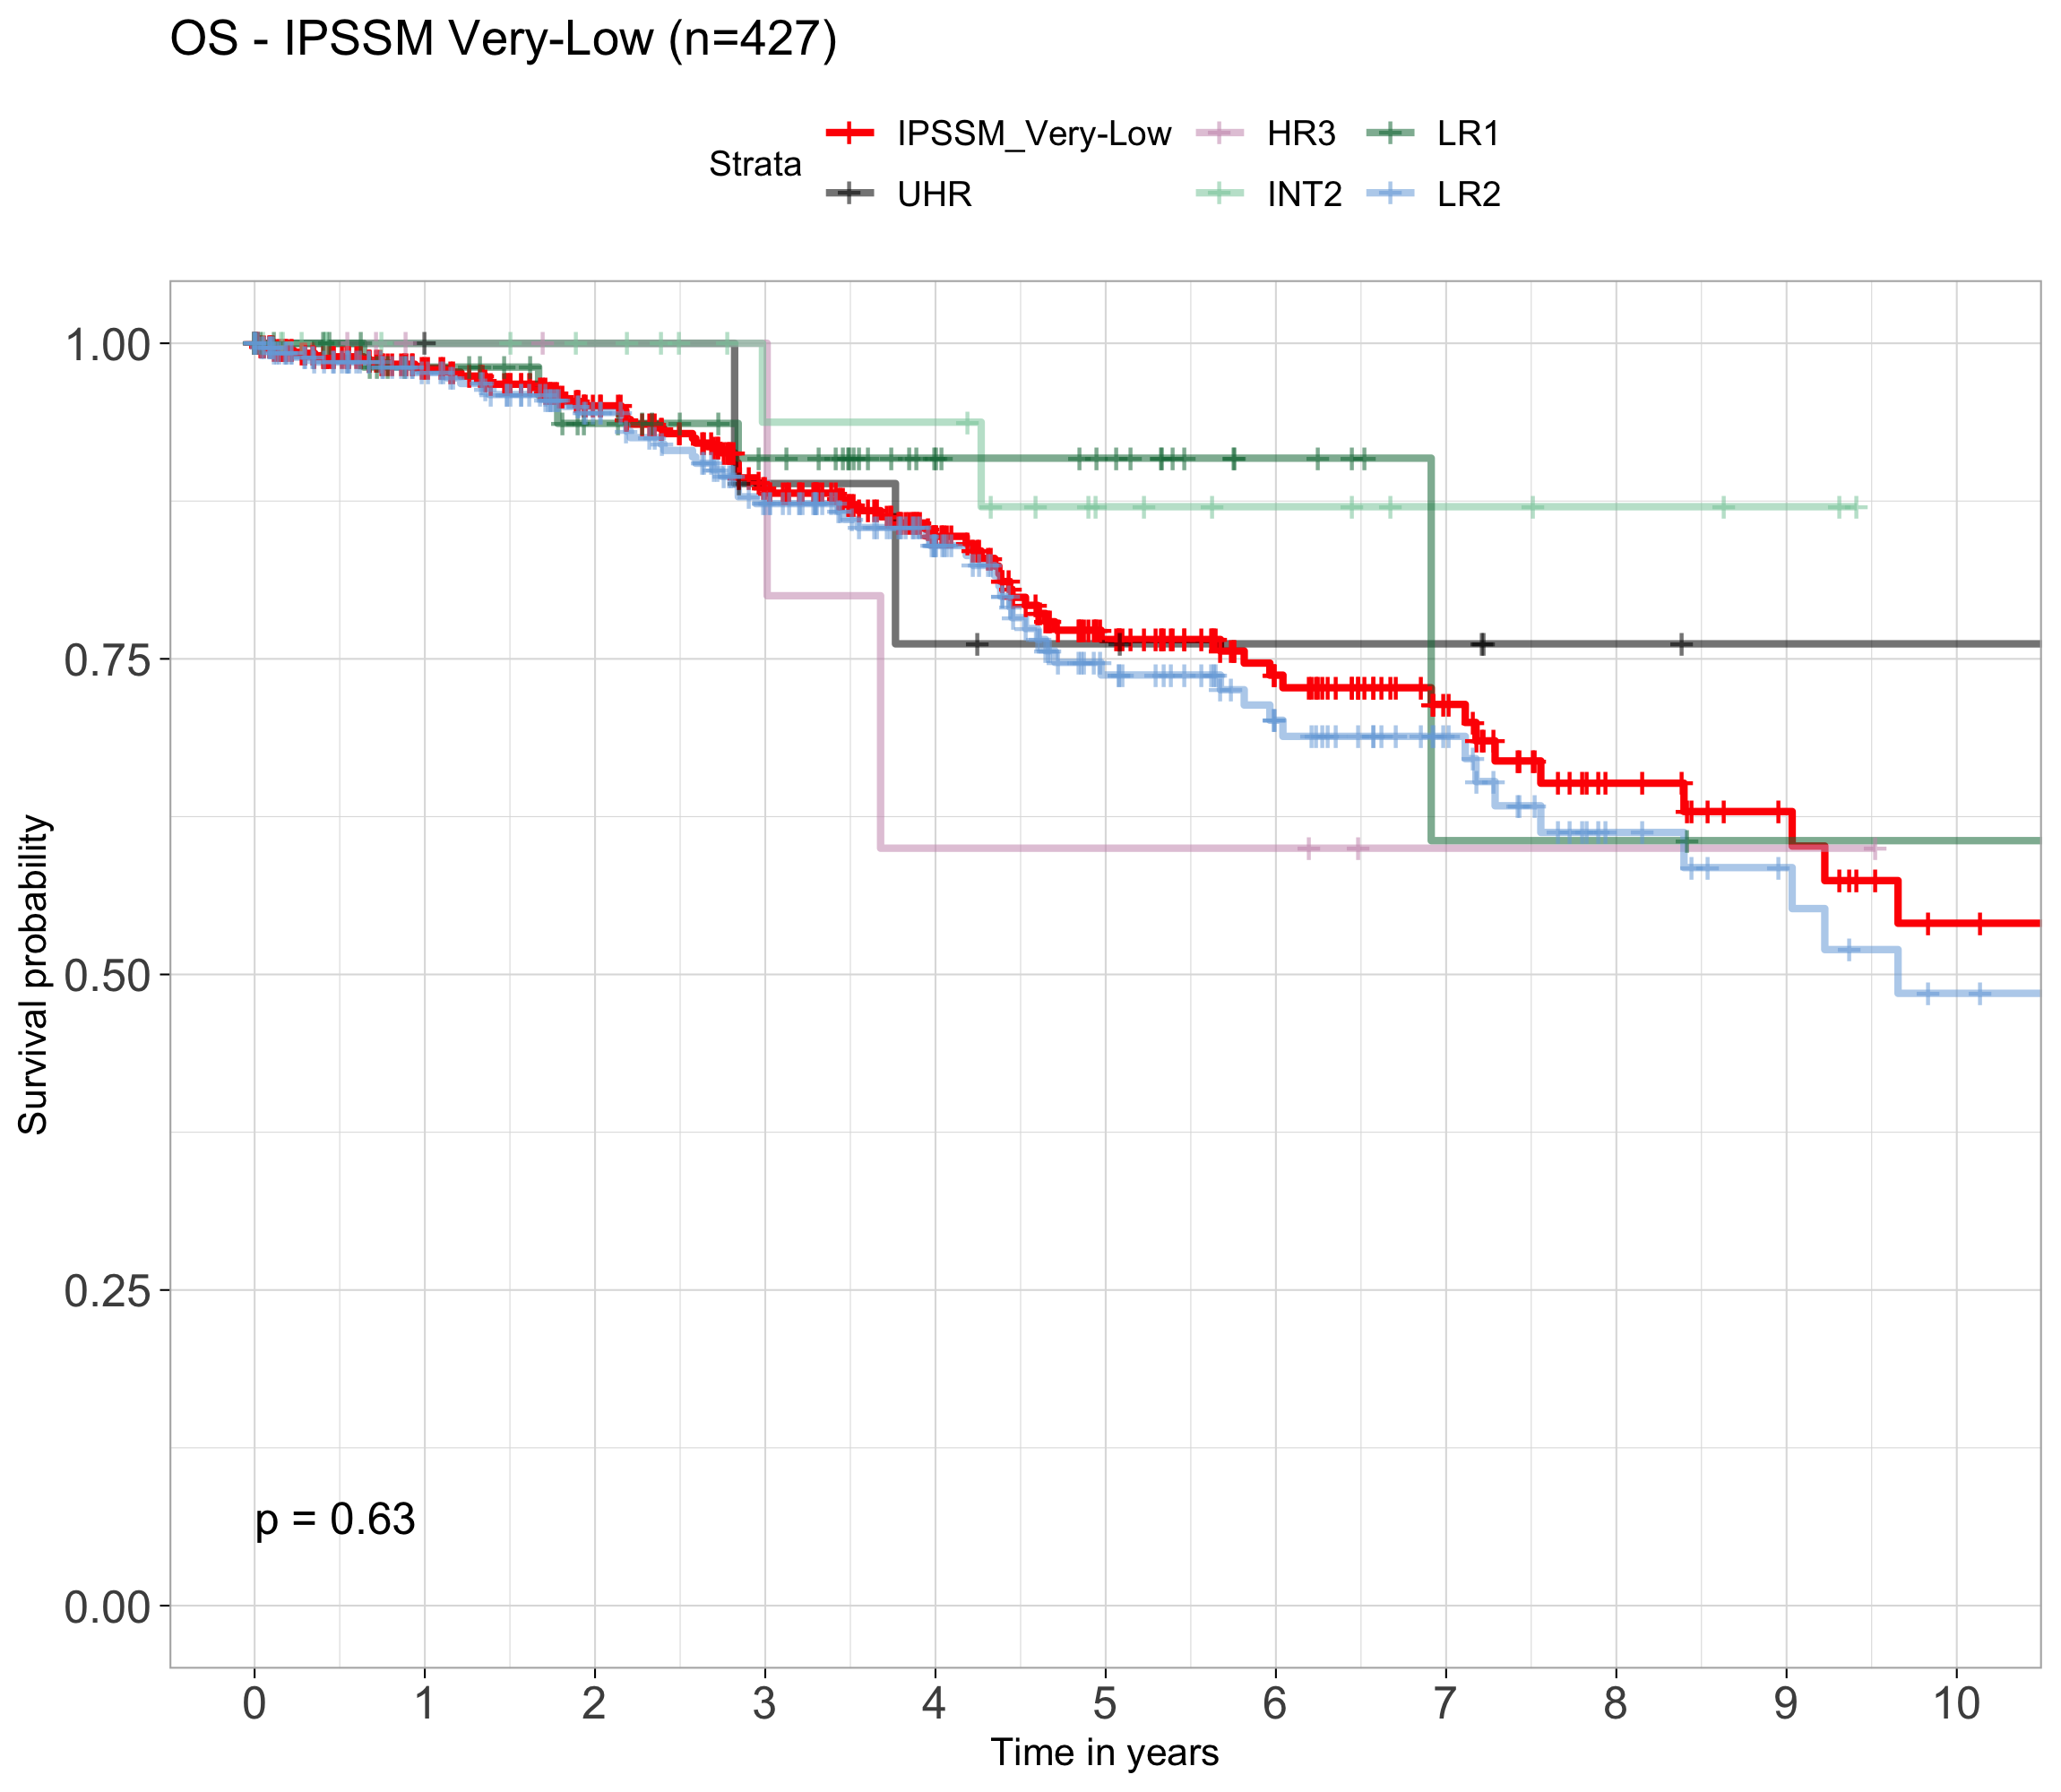 OS - IPSSM Very-Low (n=427)
Strata
IPSSM_Very-Low
HR3
LR1
UHR
INT2
LR2
Survival probability
1.00
0.75
0.50
0.25
0.00
p = 0.63
0 1 2 3 4 5 6 7 8 9 10
Time in years